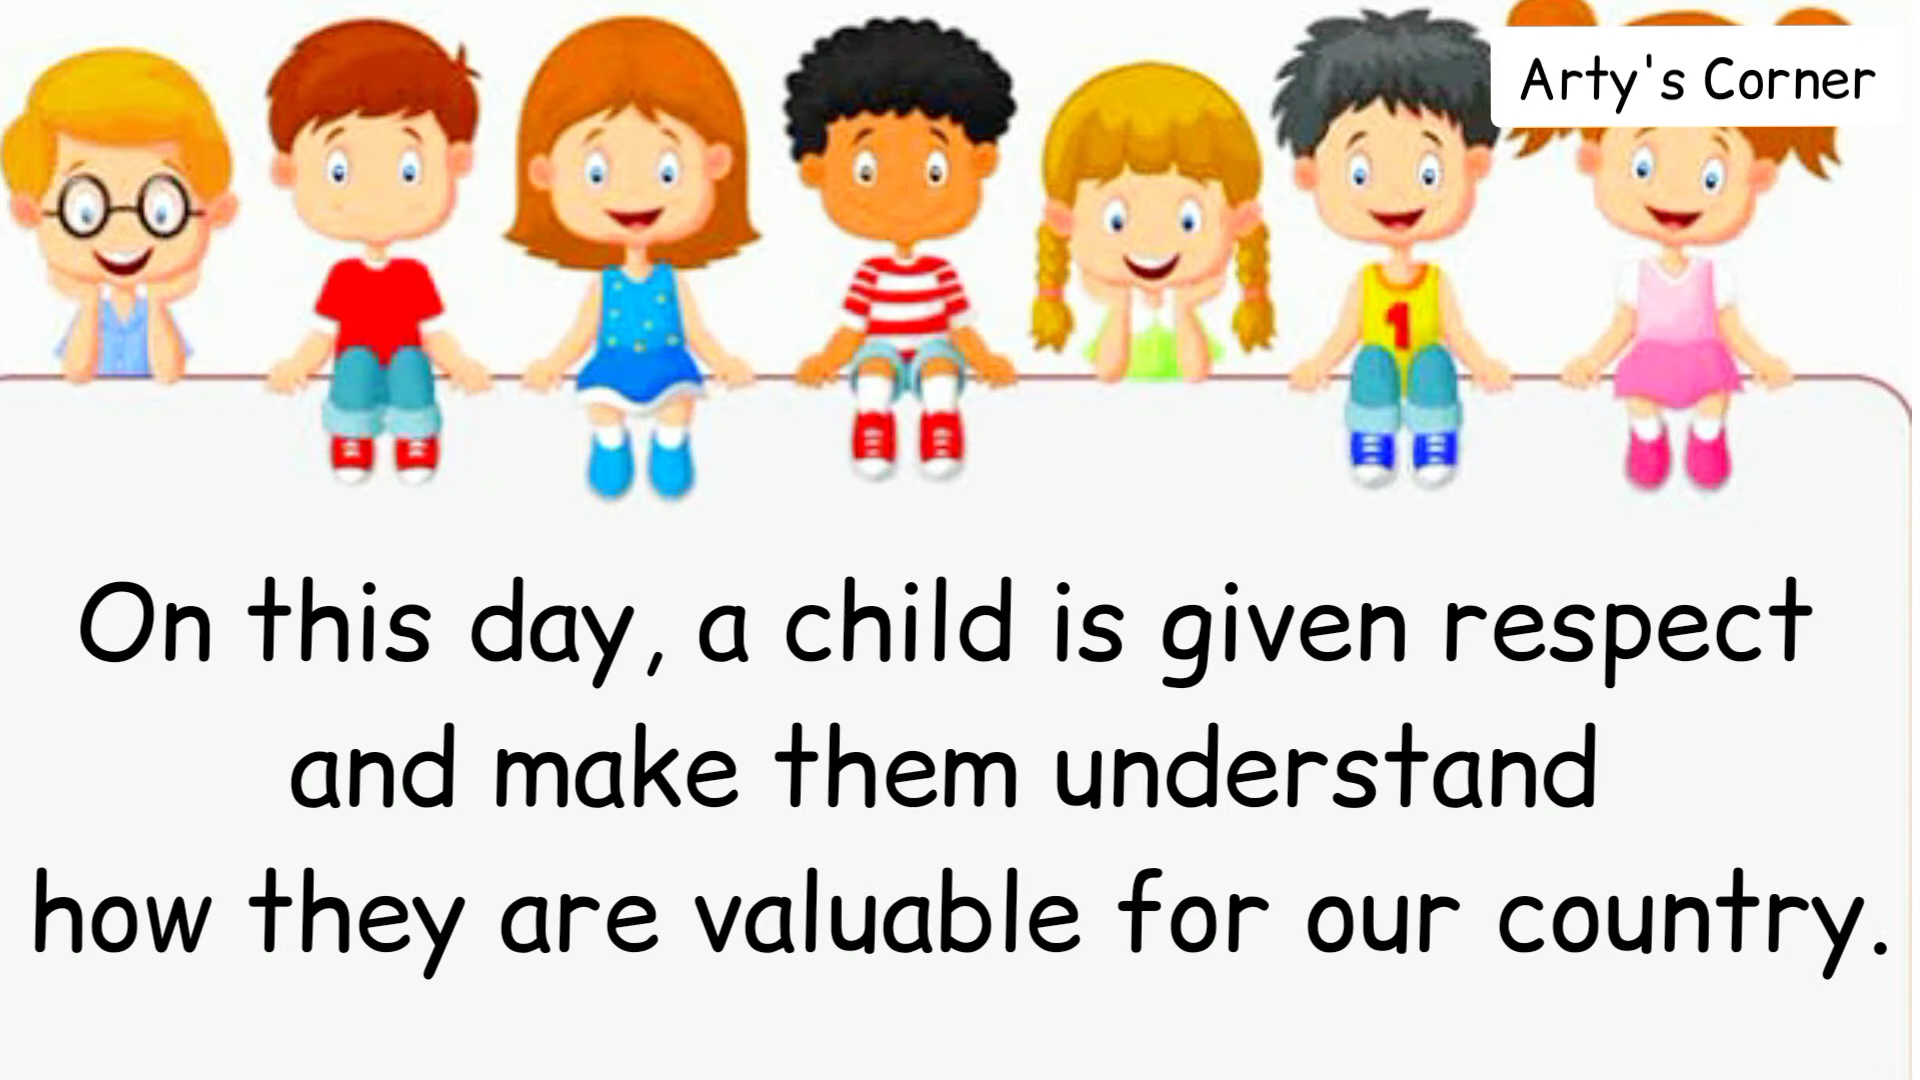 Arty's Corner
1
On this day, a child is given respect
and make them understand
how they are valuable for our country.